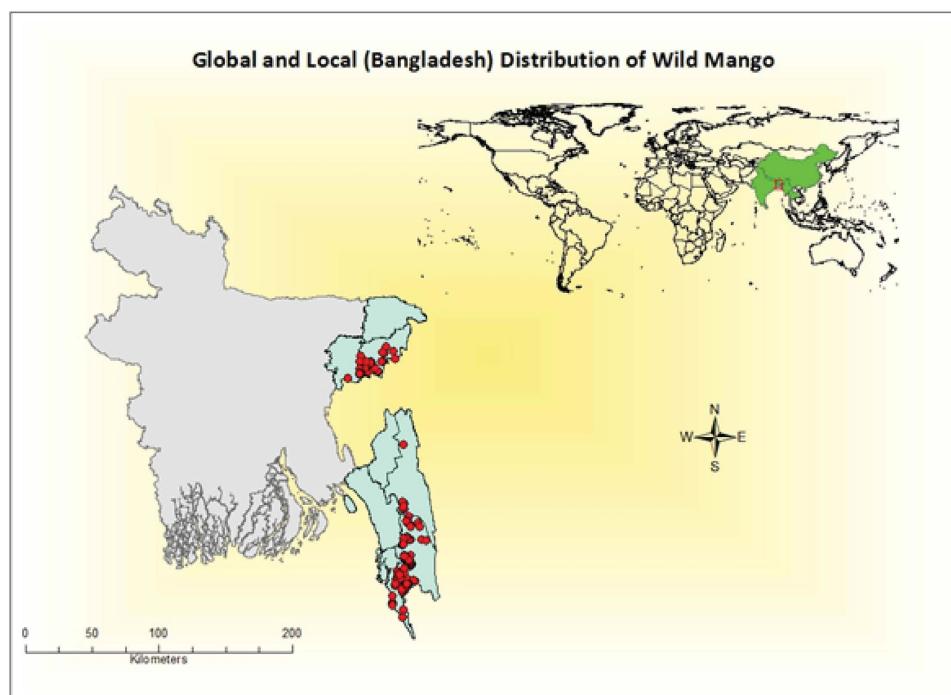 Global and Local (Bangladesh) Distribution of Wild Mango
N
W E
S
0 50 100 200
Kilometers